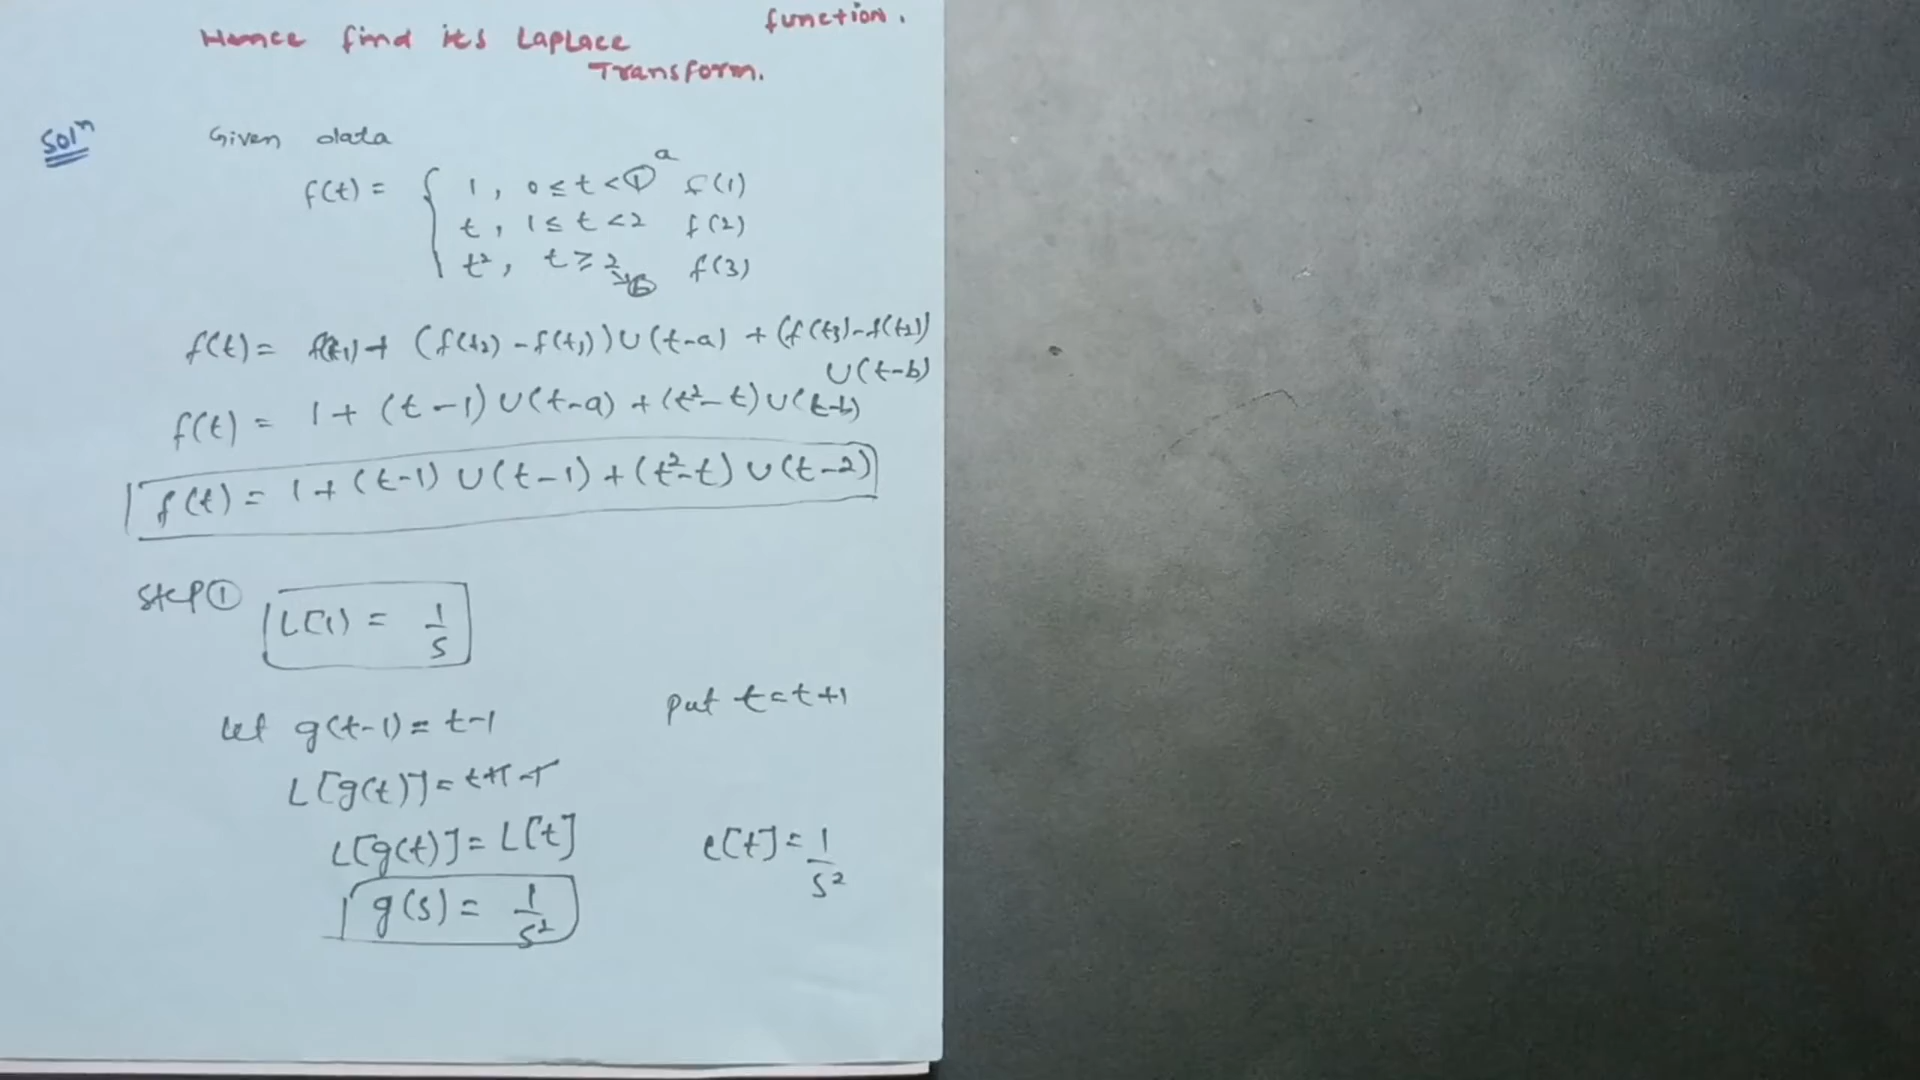 function.
Hence find its Laplace
Transform.
Soln
Given data
f(t) = { 1, 0 ≤ t < 1 a f(1)
t, 1 ≤ t < 2 f(2)
t², t ≥ 2 → b f(3)
f(t) = f(t1) + (f(t2) - f(t1)) U(t-a) + (f(t3) - f(t2))
U(t-b)
f(t) = 1 + (t-1) U(t-a) + (t²-t) U(t-b)
f(t) = 1 + (t-1) U(t-1) + (t²-t) U(t-2)
Step ①
L(1) = 1/s
put t = t+1
let g(t-1) = t-1
L[g(t)] = t+1-1
L[g(t)] = L[t] L[t] = 1/s²
g(s) = 1/s²